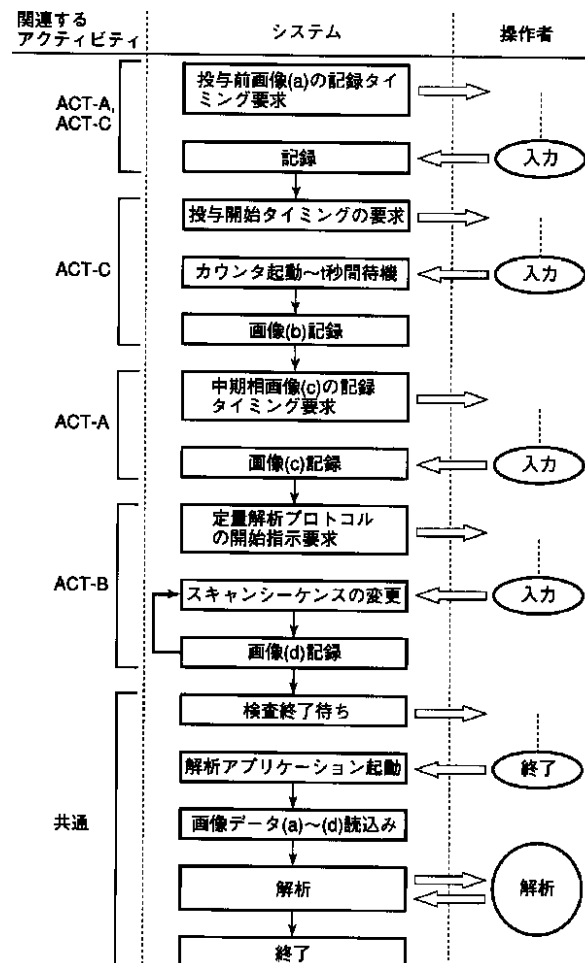 関連する
アクティビティ
システム
操作者
ACT-A,
ACT-C
投与前画像(a)の記録タイ
ミング要求
記録
入力
ACT-C
投与開始タイミングの要求
カウンタ起動～t秒間待機
入力
画像(b)記録
ACT-A
中期相画像(c)の記録
タイミング要求
画像(c)記録
入力
ACT-B
定量解析プロトコル
の開始指示要求
スキャンシーケンスの変更
入力
画像(d)記録
共通
検査終了待ち
解析アプリケーション起動
終了
画像データ(a)～(d)読込み
解析
解析
終了